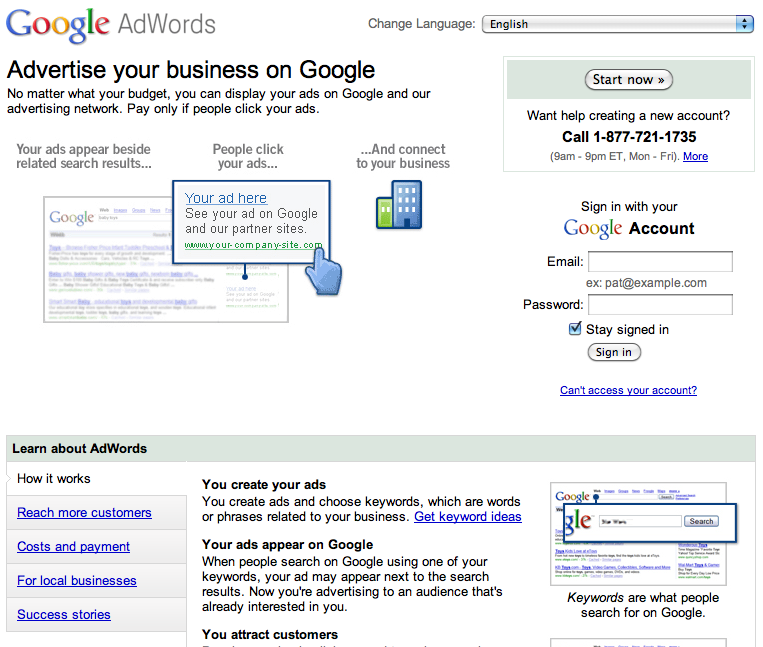 Google AdWords
Change Language: English
Advertise your business on Google
No matter what your budget, you can display your ads on Google and our
advertising network. Pay only if people click your ads.
Your ads appear beside
related search results...
People click
your ads...
...And connect
to your business
Google
Your ad here
See your ad on Google
and our partner sites.
www.your-company-site.com
Start now »
Want help creating a new account?
Call 1-877-721-1735
(9am - 9pm ET, Mon - Fri). More
Sign in with your
Google Account
Email:
ex: pat@example.com
Password:
Stay signed in
Sign in
Can't access your account?
Learn about AdWords
How it works
Reach more customers
Costs and payment
For local businesses
Success stories
You create your ads
You create ads and choose keywords, which are words
or phrases related to your business. Get keyword ideas
Your ads appear on Google
When people search on Google using one of your
keywords, your ad may appear next to the search
results. Now you're advertising to an audience that's
already interested in you.
You attract customers
Google
gle
Search
Keywords are what people
search for on Google.